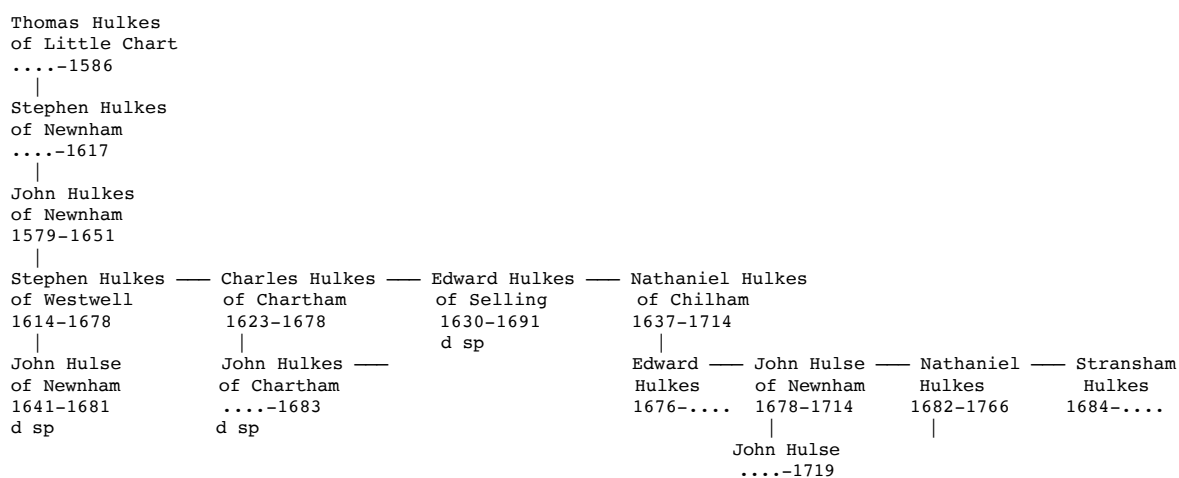 Thomas Hulkes
of Little Chart
....-1586
|
Stephen Hulkes
of Newnham
....-1617
|
John Hulkes
of Newnham
1579-1651
|
Stephen Hulkes —— Charles Hulkes —— Edward Hulkes —— Nathaniel Hulkes
of Westwell of Chartham of Selling of Chilham
1614-1678 1623-1678 1630-1691 1637-1714
| | d sp |
John Hulse John Hulkes —— Edward —— John Hulse —— Nathaniel —— Stransham
of Newnham of Chartham Hulkes of Newnham Hulkes Hulkes
1641-1681 ....-1683 1676-.... 1678-1714 1682-1766 1684-....
d sp d sp | |
John Hulse
....-1719